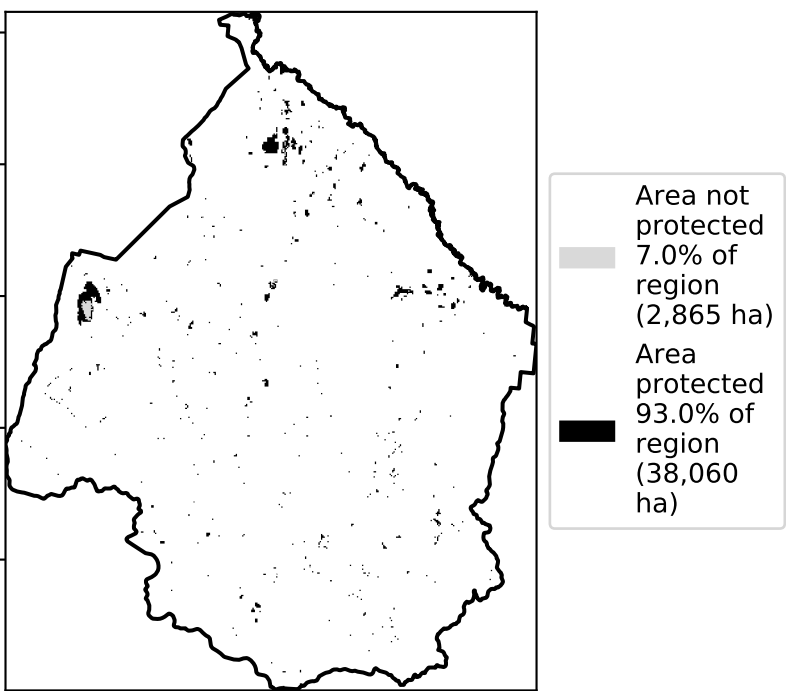 Area not
protected
7.0% of
region
(2,865 ha)
Area
protected
93.0% of
region
(38,060
ha)